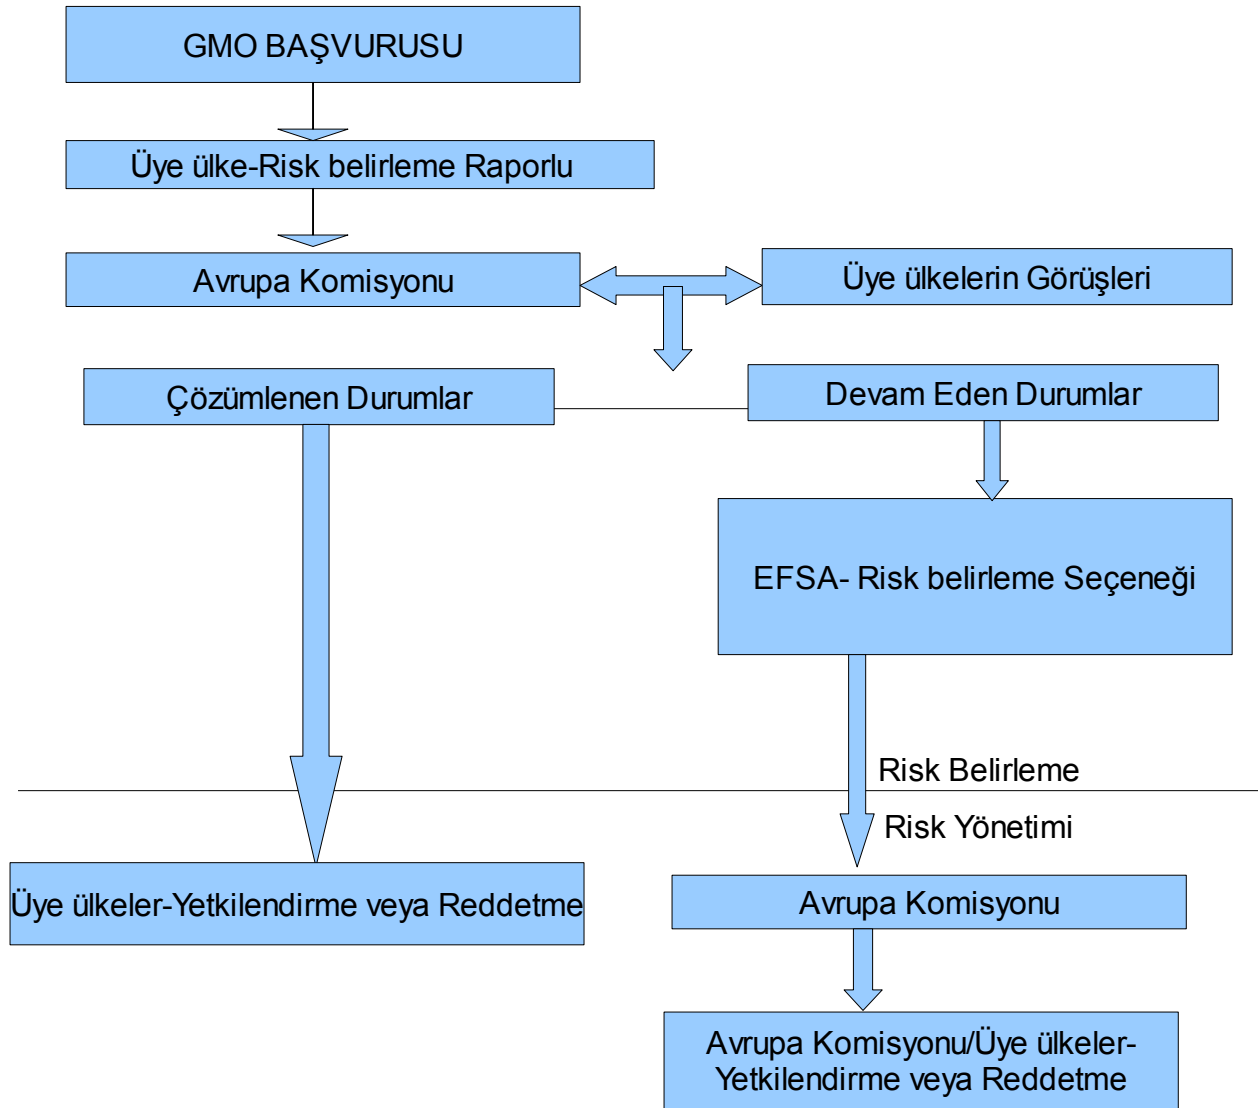 GMO BAŞVURUSU
Üye ülke-Risk belirleme Raporlu
Avrupa Komisyonu
Üye ülkelerin Görüşleri
Çözümlenen Durumlar
Devam Eden Durumlar
EFSA- Risk belirleme Seçeneği
Risk Belirleme
Risk Yönetimi
Üye ülkeler-Yetkilendirme veya Reddetme
Avrupa Komisyonu
Avrupa Komisyonu/Üye ülkeler-
Yetkilendirme veya Reddetme